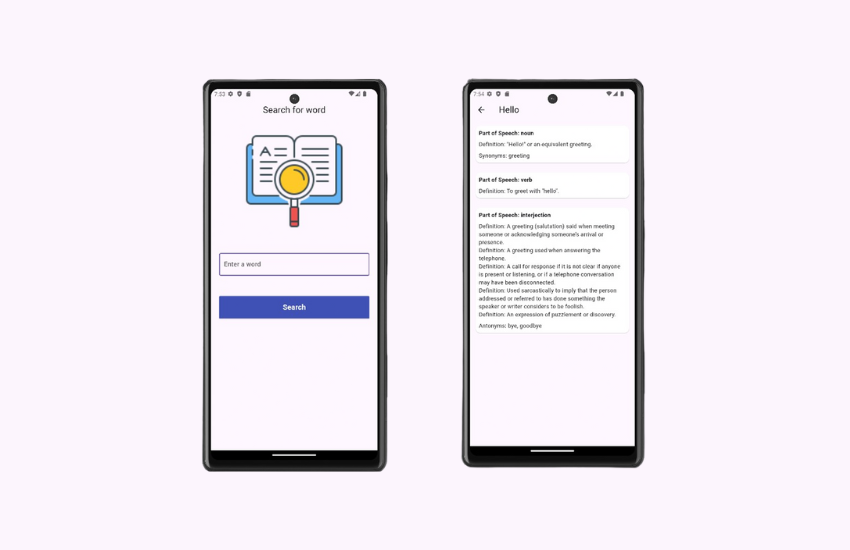 7:53
Search for word
A
Enter a word
Search
7:54
Hello
Part of Speech: noun
Definition: "Hello!" or an equivalent greeting.
Synonyms: greeting
Part of Speech: verb
Definition: To greet with "hello".
Part of Speech: interjection
Definition: A greeting (salutation) said when meeting
someone or acknowledging someone's arrival or
presence.
Definition: A greeting used when answering the
telephone.
Definition: A call for response if it is not clear if anyone
is present or listening, or if a telephone conversation
may have been disconnected.
Definition: Used sarcastically to imply that the person
addressed or referred to has done something the
speaker or writer considers to be foolish.
Definition: An expression of puzzlement or discovery.
Antonyms: bye, goodbye